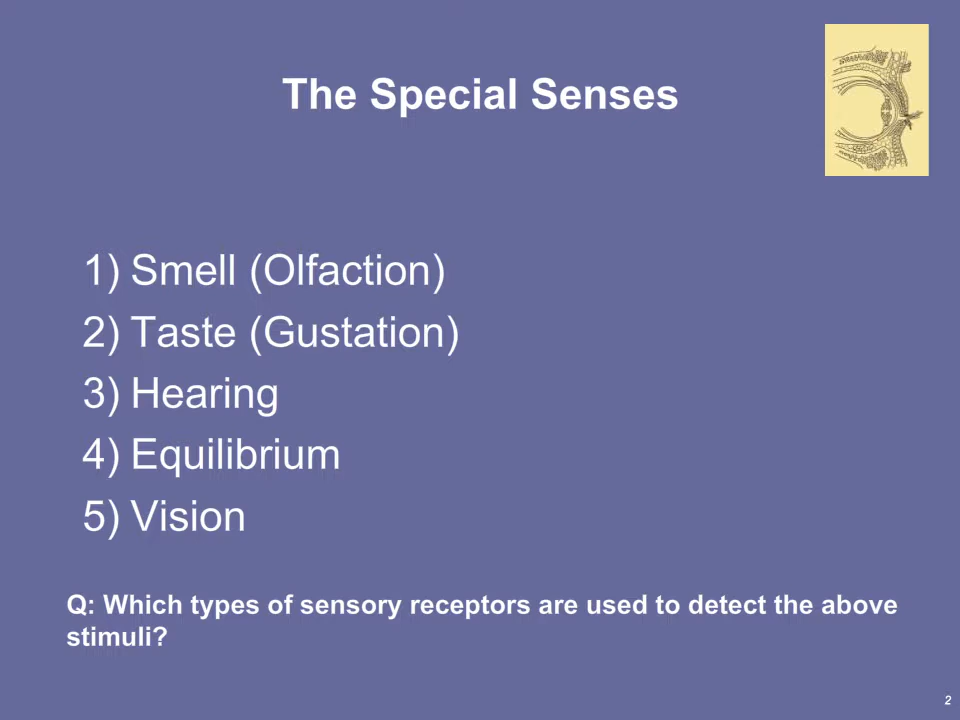 The Special Senses
1) Smell (Olfaction)
2) Taste (Gustation)
3) Hearing
4) Equilibrium
5) Vision
Q: Which types of sensory receptors are used to detect the above
stimuli?
2